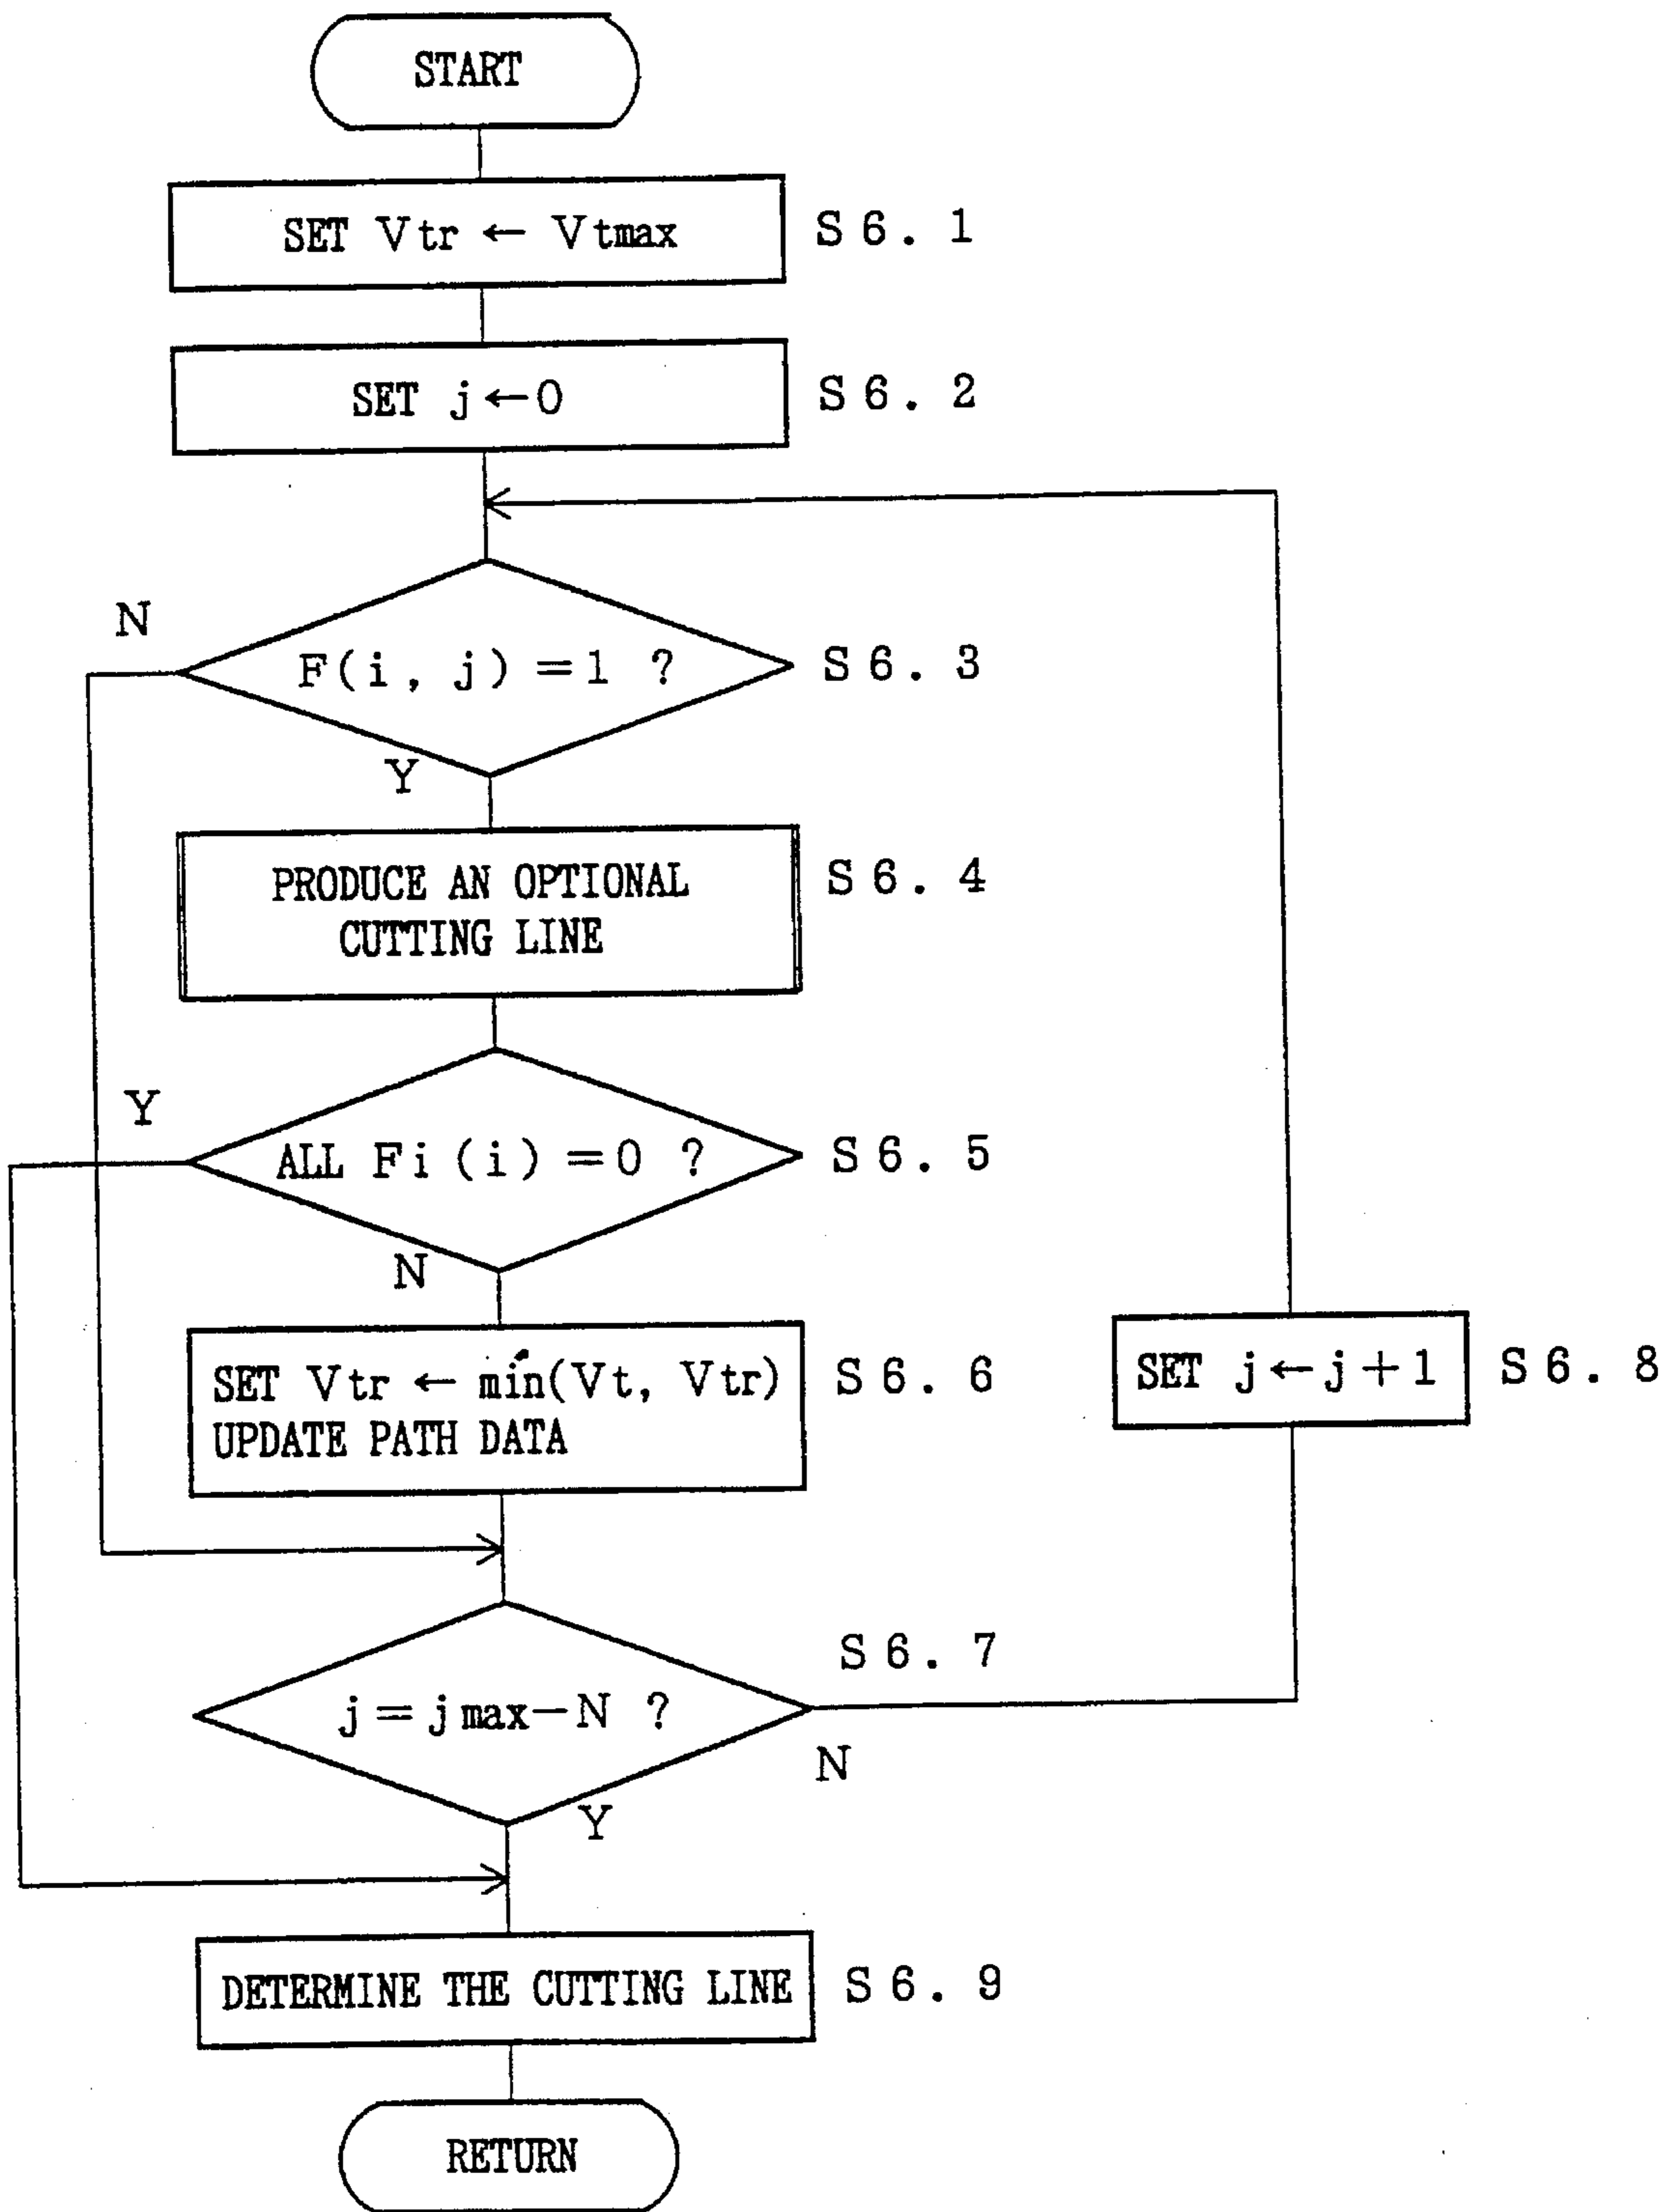 START
SET Vtr ← Vtmax
S6.1
SET j←0
S6.2
N
F(i, j)=1 ?
S6.3
Y
PRODUCE AN OPTIONAL
CUTTING LINE
S6.4
Y
ALL Fi(i)=0 ?
S6.5
N
SET Vtr ← min(Vt, Vtr)
UPDATE PATH DATA
S6.6
SET j←j+1
S6.8
S6.7
j=jmax−N ?
N
Y
DETERMINE THE CUTTING LINE
S6.9
RETURN